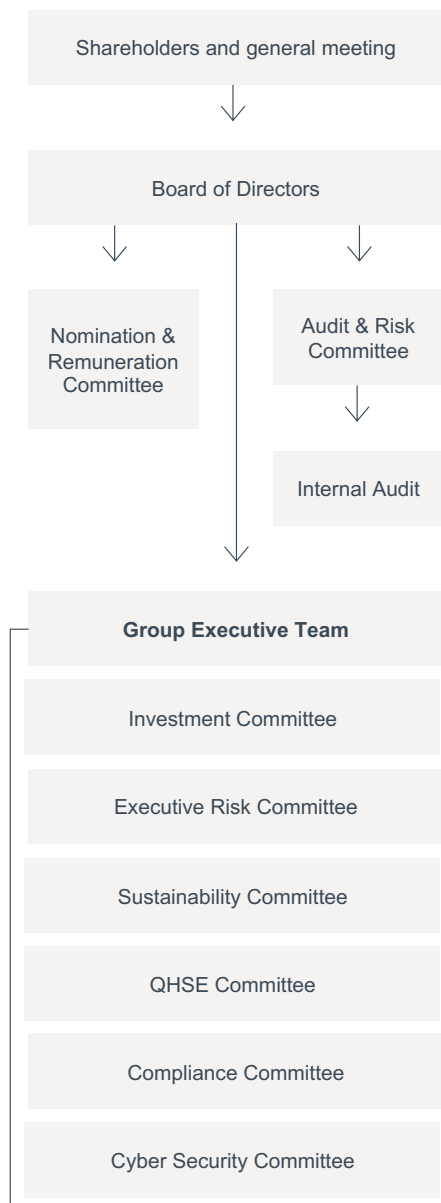 Shareholders and general meeting
Board of Directors
Nomination &
Remuneration
Committee
Audit & Risk
Committee
Internal Audit
Group Executive Team
Investment Committee
Executive Risk Committee
Sustainability Committee
QHSE Committee
Compliance Committee
Cyber Security Committee